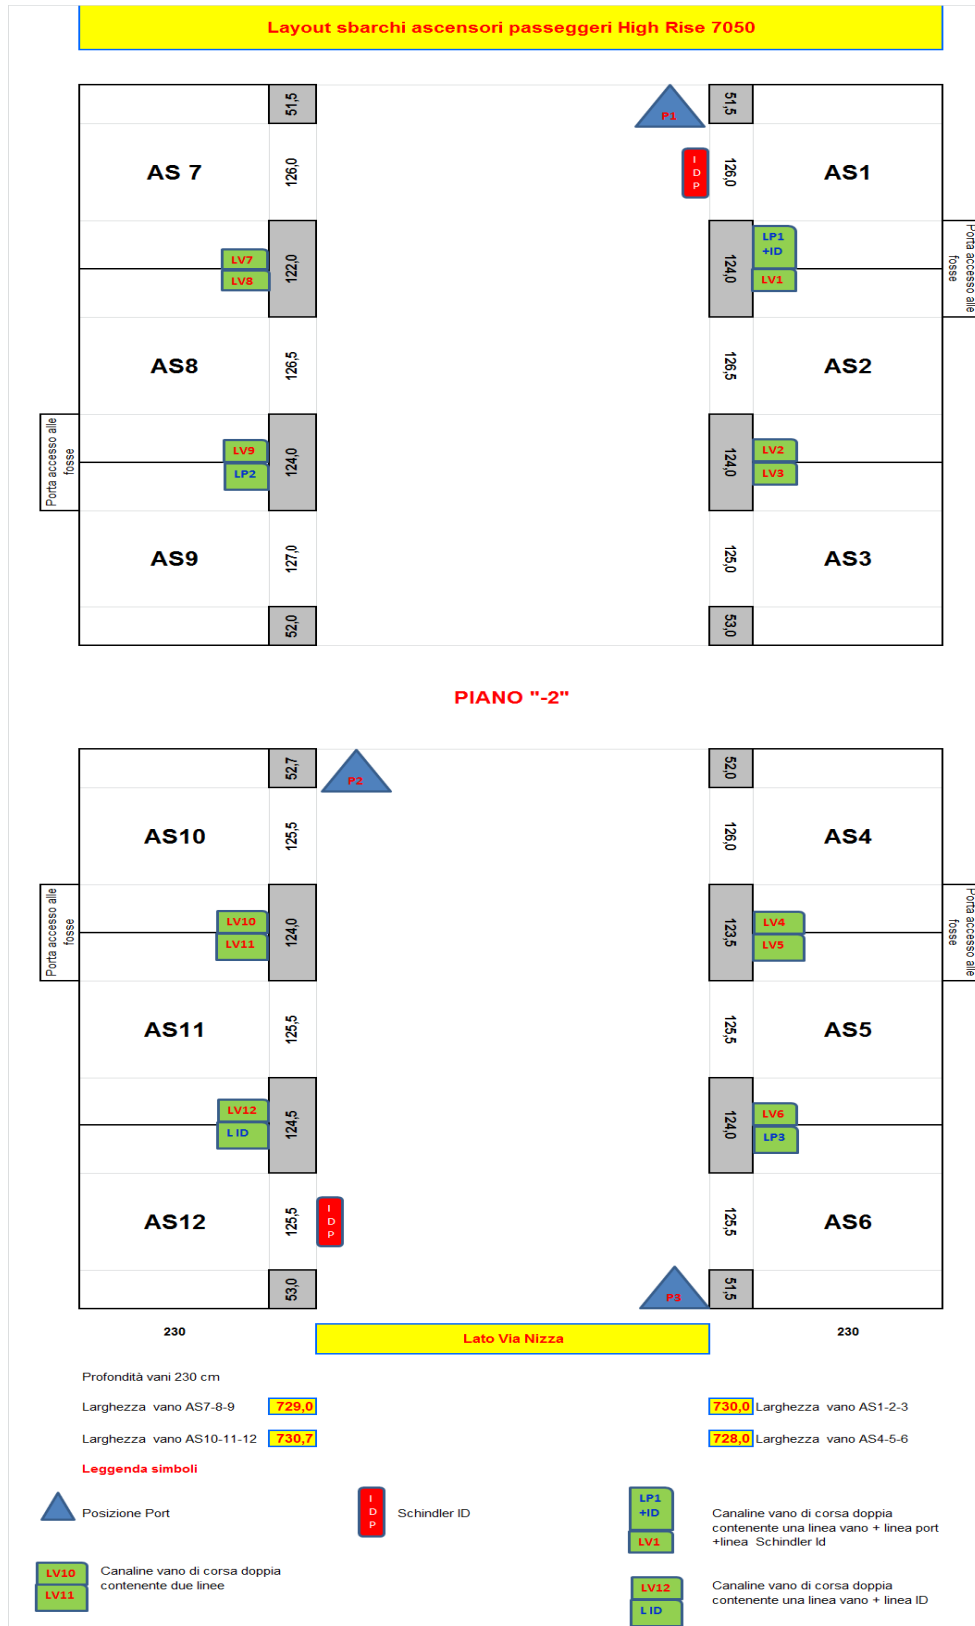 Layout sbarchi ascensori passeggeri High Rise 7050
51,5
P1
51,5
AS 7
126,0
I
D
P
126,0
AS1
LV7
LV8
122,0
124,0
LP1
+ID
LV1
Porta accesso alle
fosse
AS8
126,5
126,5
AS2
Porta accesso alle
fosse
LV9
LP2
124,0
124,0
LV2
LV3
AS9
127,0
125,0
AS3
52,0
53,0
PIANO "-2"
52,7
P2
52,0
AS10
125,5
126,0
AS4
Porta accesso alle
fosse
LV10
LV11
124,0
123,5
LV4
LV5
Porta accesso alle
fosse
AS11
125,5
125,5
AS5
LV12
L ID
124,5
124,0
LV6
LP3
AS12
125,5
I
D
P
125,5
AS6
53,0
P3
51,5
230
Lato Via Nizza
230
Profondità vani 230 cm
Larghezza vano AS7-8-9 729,0
730,0 Larghezza vano AS1-2-3
Larghezza vano AS10-11-12 730,7
728,0 Larghezza vano AS4-5-6
Leggenda simboli
Posizione Port
I
D
P
Schindler ID
LP1
+ID
LV1
Canaline vano di corsa doppia
contenente una linea vano + linea port
+linea Schindler Id
LV10
LV11
Canaline vano di corsa doppia
contenente due linee
LV12
L ID
Canaline vano di corsa doppia
contenente una linea vano + linea ID